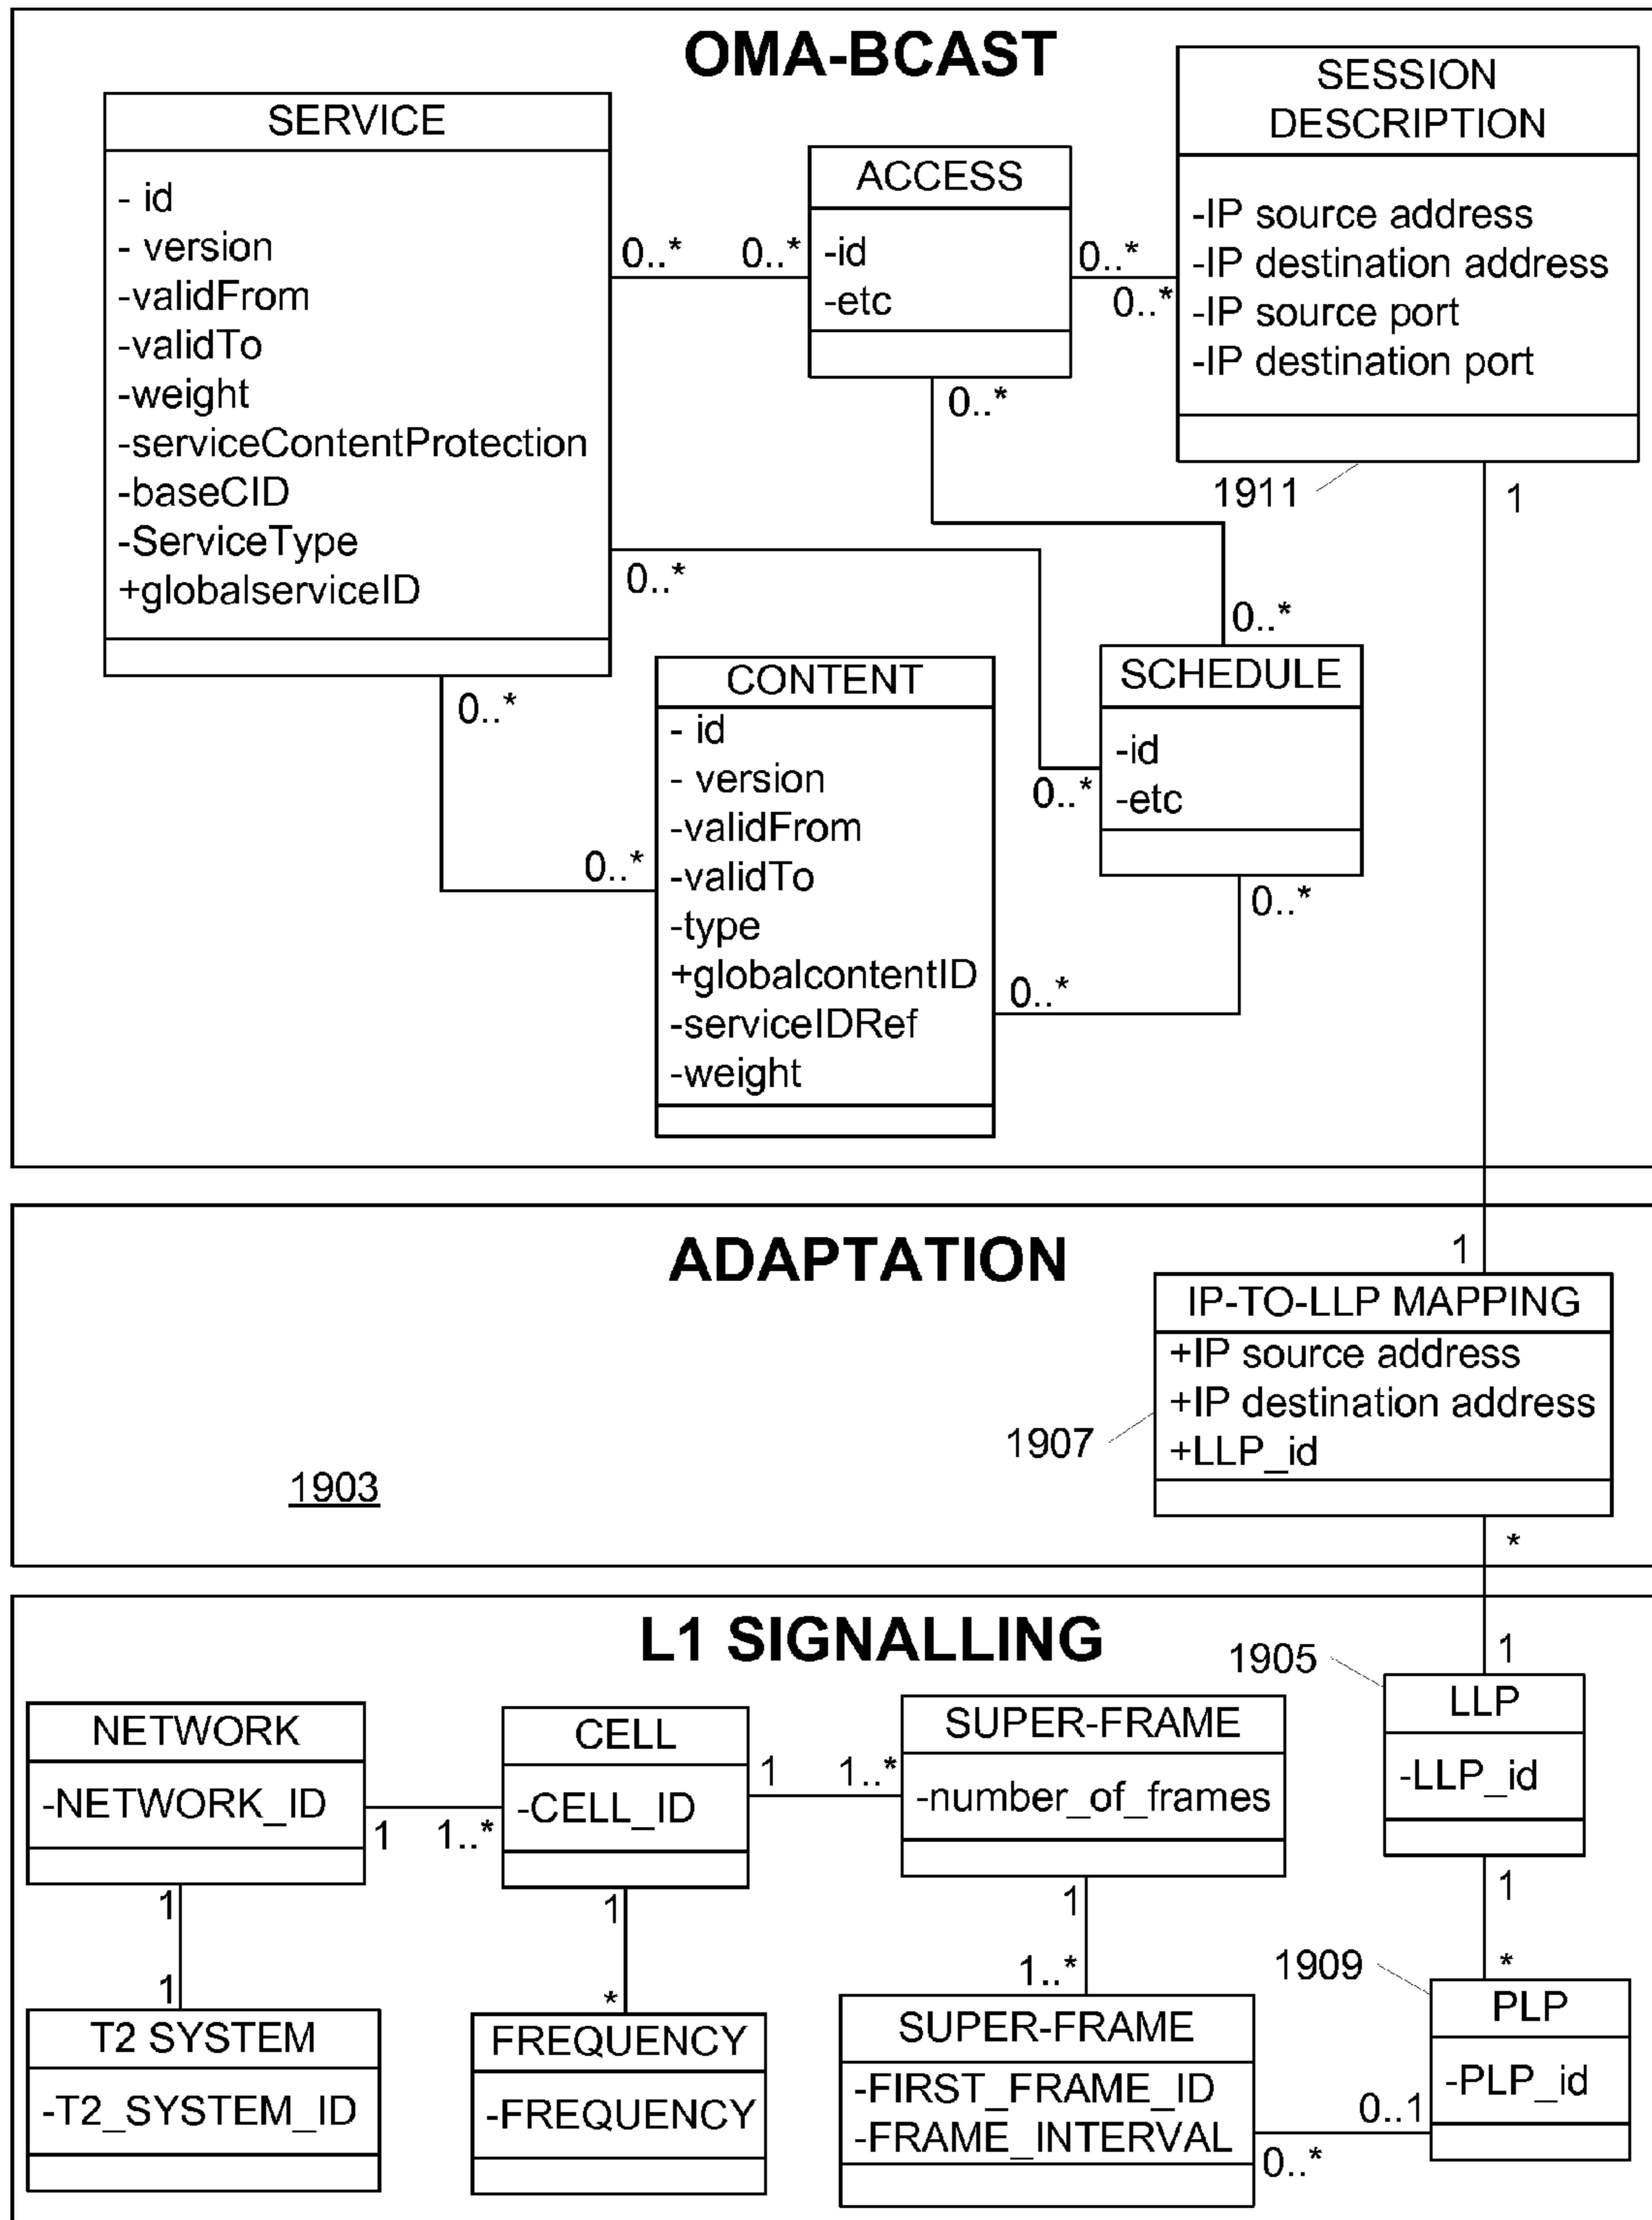 OMA-BCAST
SERVICE
- id
- version
-validFrom
-validTo
-weight
-serviceContentProtection
-baseCID
-ServiceType
+globalserviceID
0..*
0..*
ACCESS
-id
-etc
0..*
0..*
SESSION
DESCRIPTION
-IP source address
-IP destination address
-IP source port
-IP destination port
1911
1
0..*
0..*
0..*
0..*
SCHEDULE
-id
-etc
0..*
0..*
0..*
CONTENT
- id
- version
-validFrom
-validTo
-type
+globalcontentID
-serviceIDRef
-weight
0..*
ADAPTATION
1
IP-TO-LLP MAPPING
+IP source address
+IP destination address
+LLP_id
1907
1903
*
L1 SIGNALLING
1905
1
LLP
-LLP_id
1
NETWORK
-NETWORK_ID
1
1..*
CELL
-CELL_ID
1
1..*
SUPER-FRAME
-number_of_frames
1
1
1
1
*
1..*
1909
*
T2 SYSTEM
-T2_SYSTEM_ID
FREQUENCY
-FREQUENCY
SUPER-FRAME
-FIRST_FRAME_ID
-FRAME_INTERVAL
0..*
0..1
PLP
-PLP_id